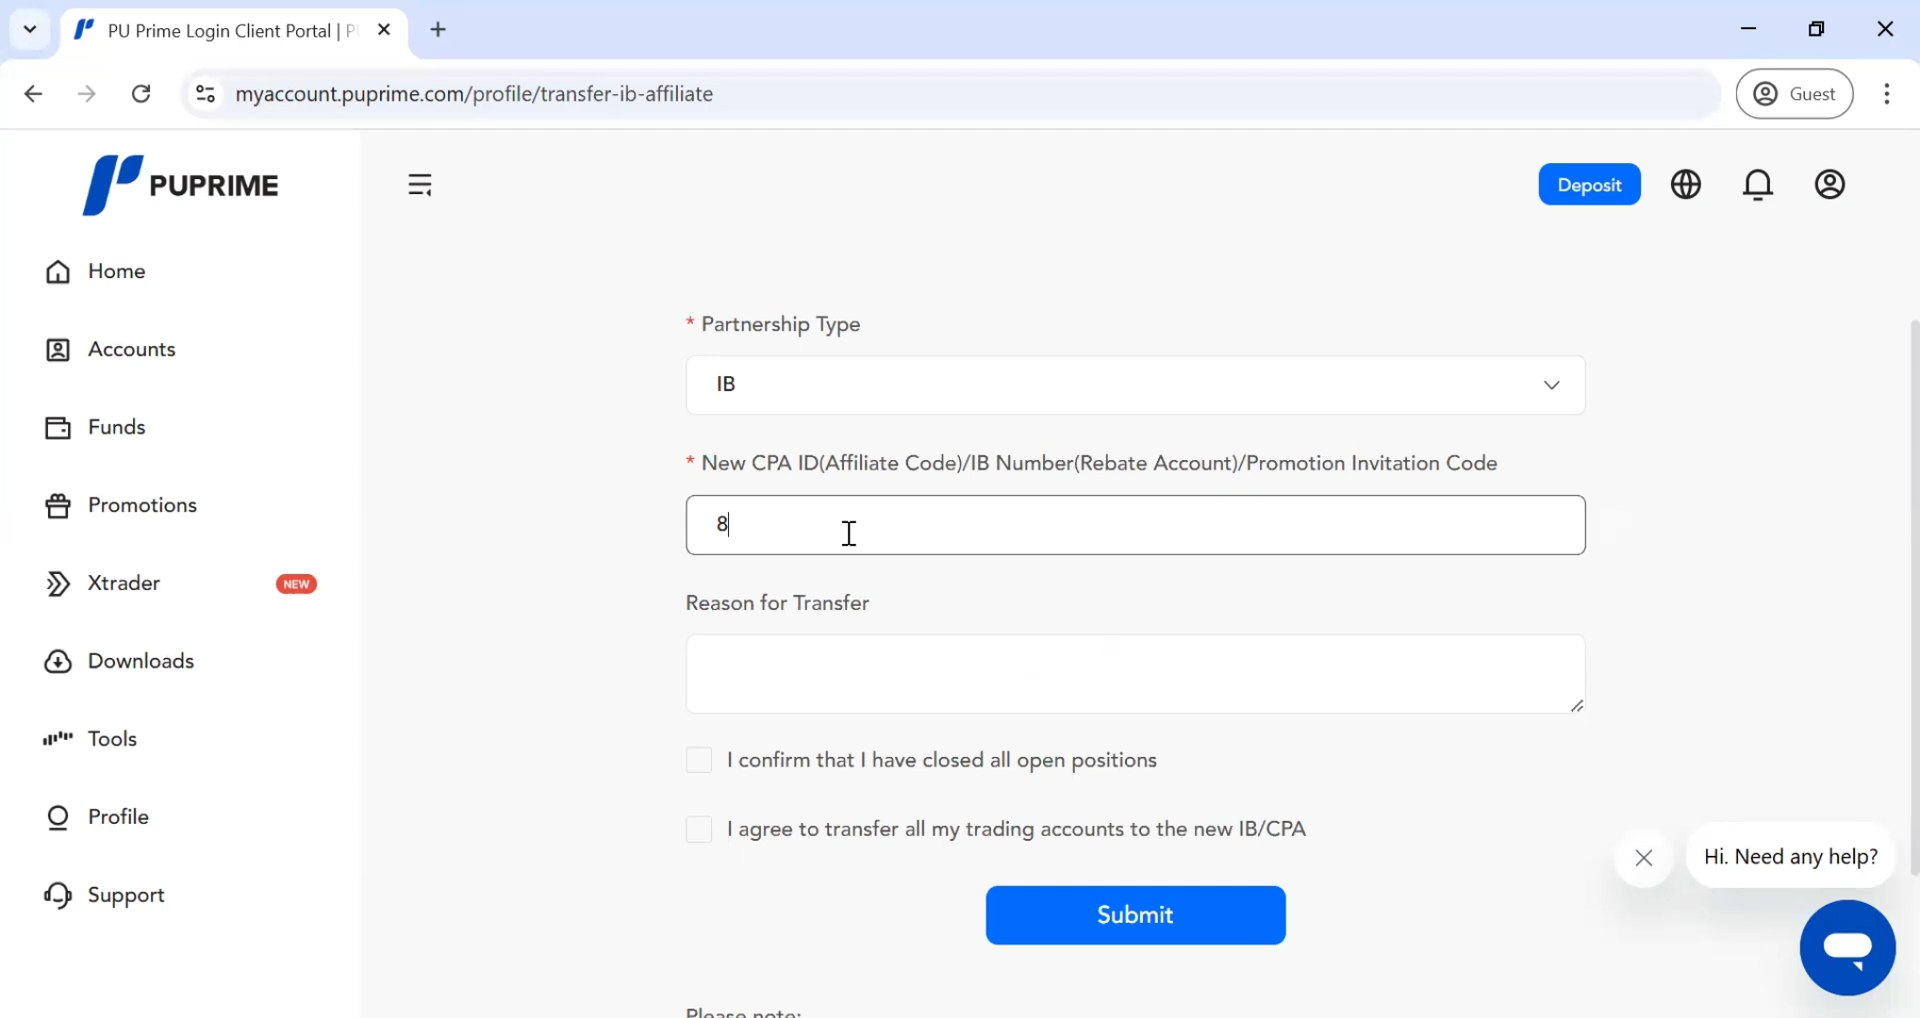 PU Prime Login Client Portal | P
myaccount.puprime.com/profile/transfer-ib-affiliate
Guest
PUPRIME
Deposit
Home
Accounts
Funds
Promotions
Xtrader
NEW
Downloads
Tools
Profile
Support
* Partnership Type
IB
* New CPA ID(Affiliate Code)/IB Number(Rebate Account)/Promotion Invitation Code
8
Reason for Transfer
I confirm that I have closed all open positions
I agree to transfer all my trading accounts to the new IB/CPA
Submit
Hi. Need any help?
Please note: